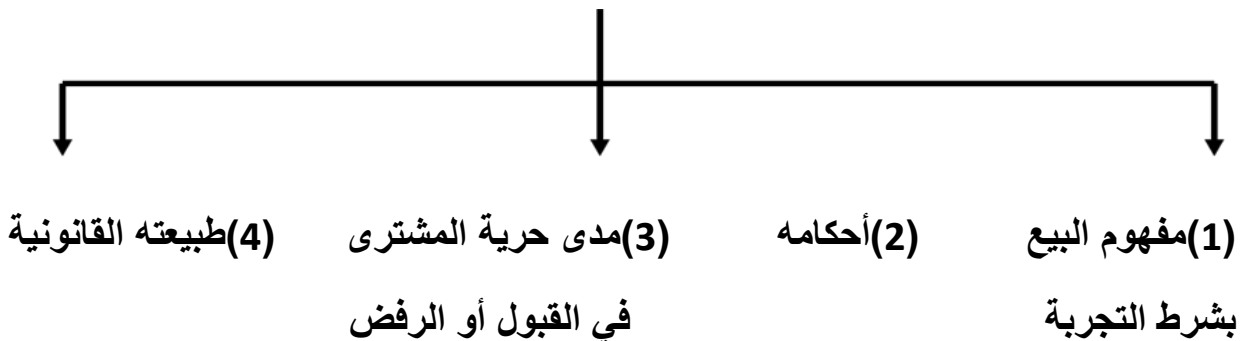 (1)مفهوم البيع (2)أحكامه (3)مدى حرية المشترى (4)طبيعته القانونية
بشرط التجربة في القبول أو الرفض